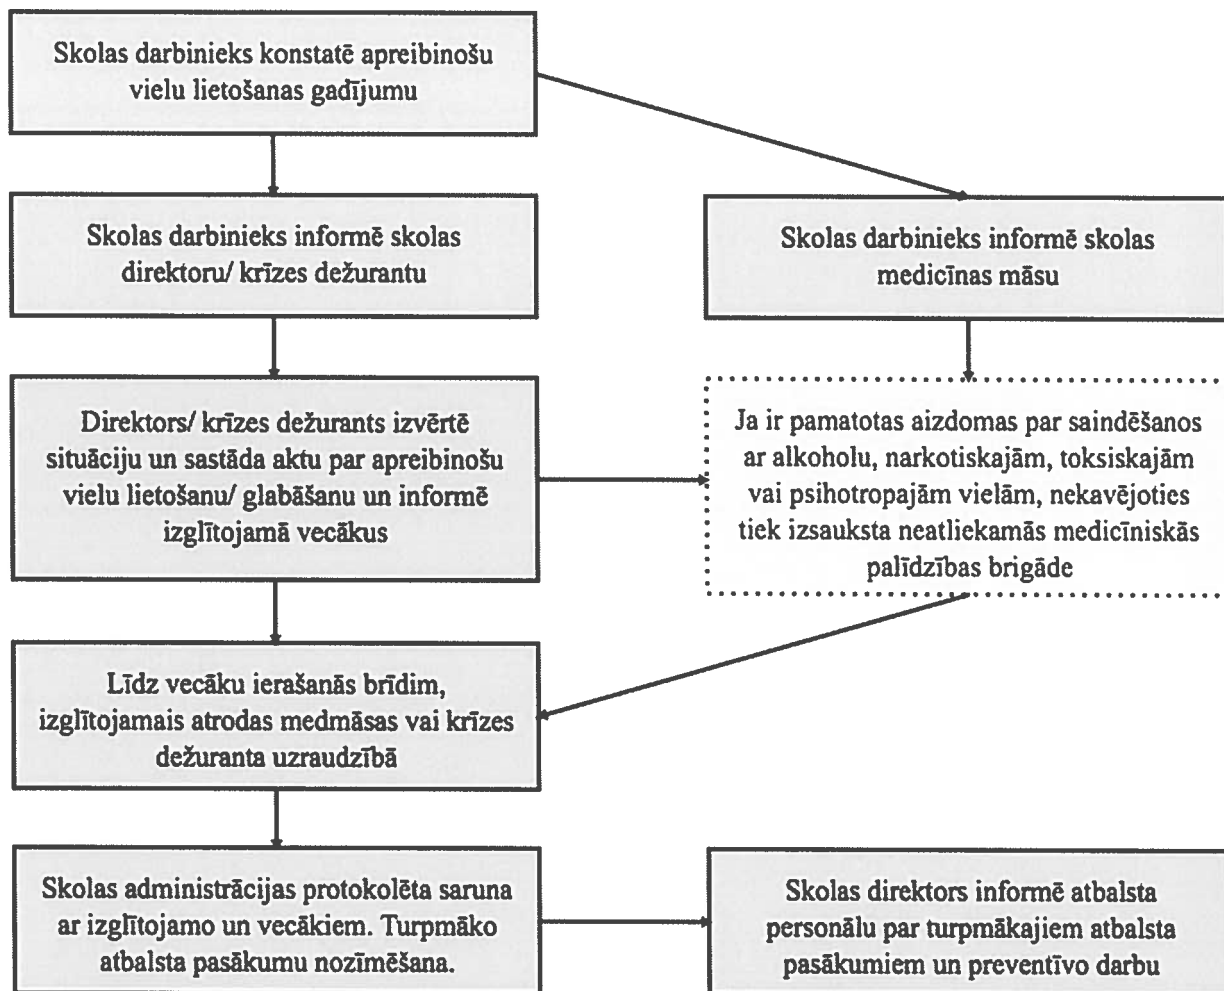 Skolas darbinieks konstatē apreibinošu
vielu lietošanas gadījumu
Skolas darbinieks informē skolas
direktoru/ krīzes dežurantu
Skolas darbinieks informē skolas
medicīnas māsu
Direktors/ krīzes dežurants izvērtē
situāciju un sastāda aktu par apreibinošu
vielu lietošanu/ glabāšanu un informē
izglītojamā vecākus
Ja ir pamatotas aizdomas par saindēšanos
ar alkoholu, narkotiskajām, toksiskajām
vai psihotropajām vielām, nekavējoties
tiek izsauksta neatliekamās medicīniskās
palīdzības brigāde
Līdz vecāku ierašanās brīdim,
izglītojamais atrodas medmāsas vai krīzes
dežuranta uzraudzībā
Skolas administrācijas protokolēta saruna
ar izglītojamo un vecākiem. Turpmāko
atbalsta pasākumu nozīmēšana.
Skolas direktors informē atbalsta
personālu par turpmākajiem atbalsta
pasākumiem un preventīvo darbu